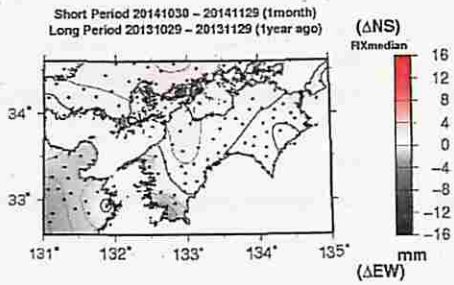 Short Period 20141030 ~ 20141129 (1month)
Long Period 20131029 ~ 20131129 (1year ago)
(ΔNS)
FIXmedian
16
12
8
4
0
-4
-8
-12
-16
mm
(ΔEW)
34°
33°
131° 132° 133° 134° 135°